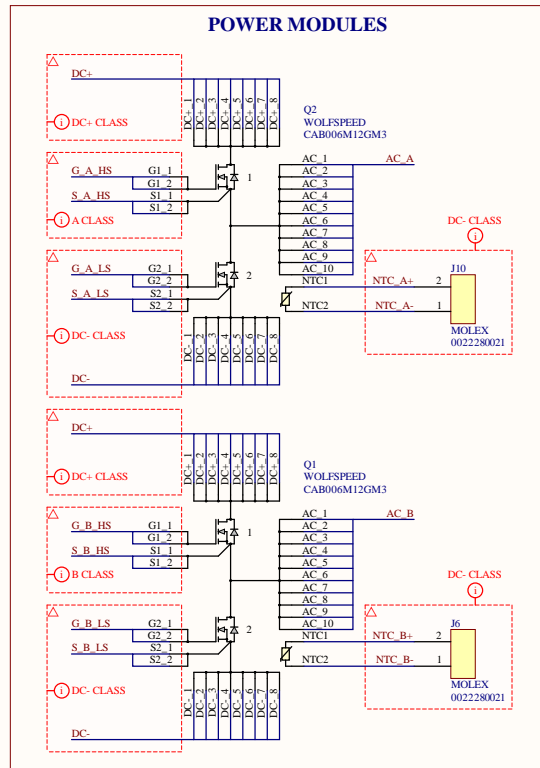 POWER MODULES
DC+
DC+_1
DC+_2
DC+_3
DC+_4
DC+_5
DC+_6
DC+_7
DC+_8
i DC+ CLASS
Q2
WOLFSPEED
CAB006M12GM3
G_A_HS
G1_1
G1_2
S_A_HS
S1_1
S1_2
1
i A CLASS
AC_1
AC_A
AC_2
AC_3
AC_4
AC_5
AC_6
AC_7
AC_8
AC_9
AC_10
G_A_LS
G2_1
G2_2
S_A_LS
S2_1
S2_2
2
i DC- CLASS
DC- CLASS
i
NTC1
NTC_A+
2
NTC2
NTC_A-
1
J10
MOLEX
0022280021
DC-_1
DC-_2
DC-_3
DC-_4
DC-_5
DC-_6
DC-_7
DC-_8
DC-
DC+
DC+_1
DC+_2
DC+_3
DC+_4
DC+_5
DC+_6
DC+_7
DC+_8
i DC+ CLASS
Q1
WOLFSPEED
CAB006M12GM3
G_B_HS
G1_1
G1_2
S_B_HS
S1_1
S1_2
1
i B CLASS
AC_1
AC_B
AC_2
AC_3
AC_4
AC_5
AC_6
AC_7
AC_8
AC_9
AC_10
G_B_LS
G2_1
G2_2
S_B_LS
S2_1
S2_2
2
i DC- CLASS
DC- CLASS
i
NTC1
NTC_B+
2
NTC2
NTC_B-
1
J6
MOLEX
0022280021
DC-_1
DC-_2
DC-_3
DC-_4
DC-_5
DC-_6
DC-_7
DC-_8
DC-